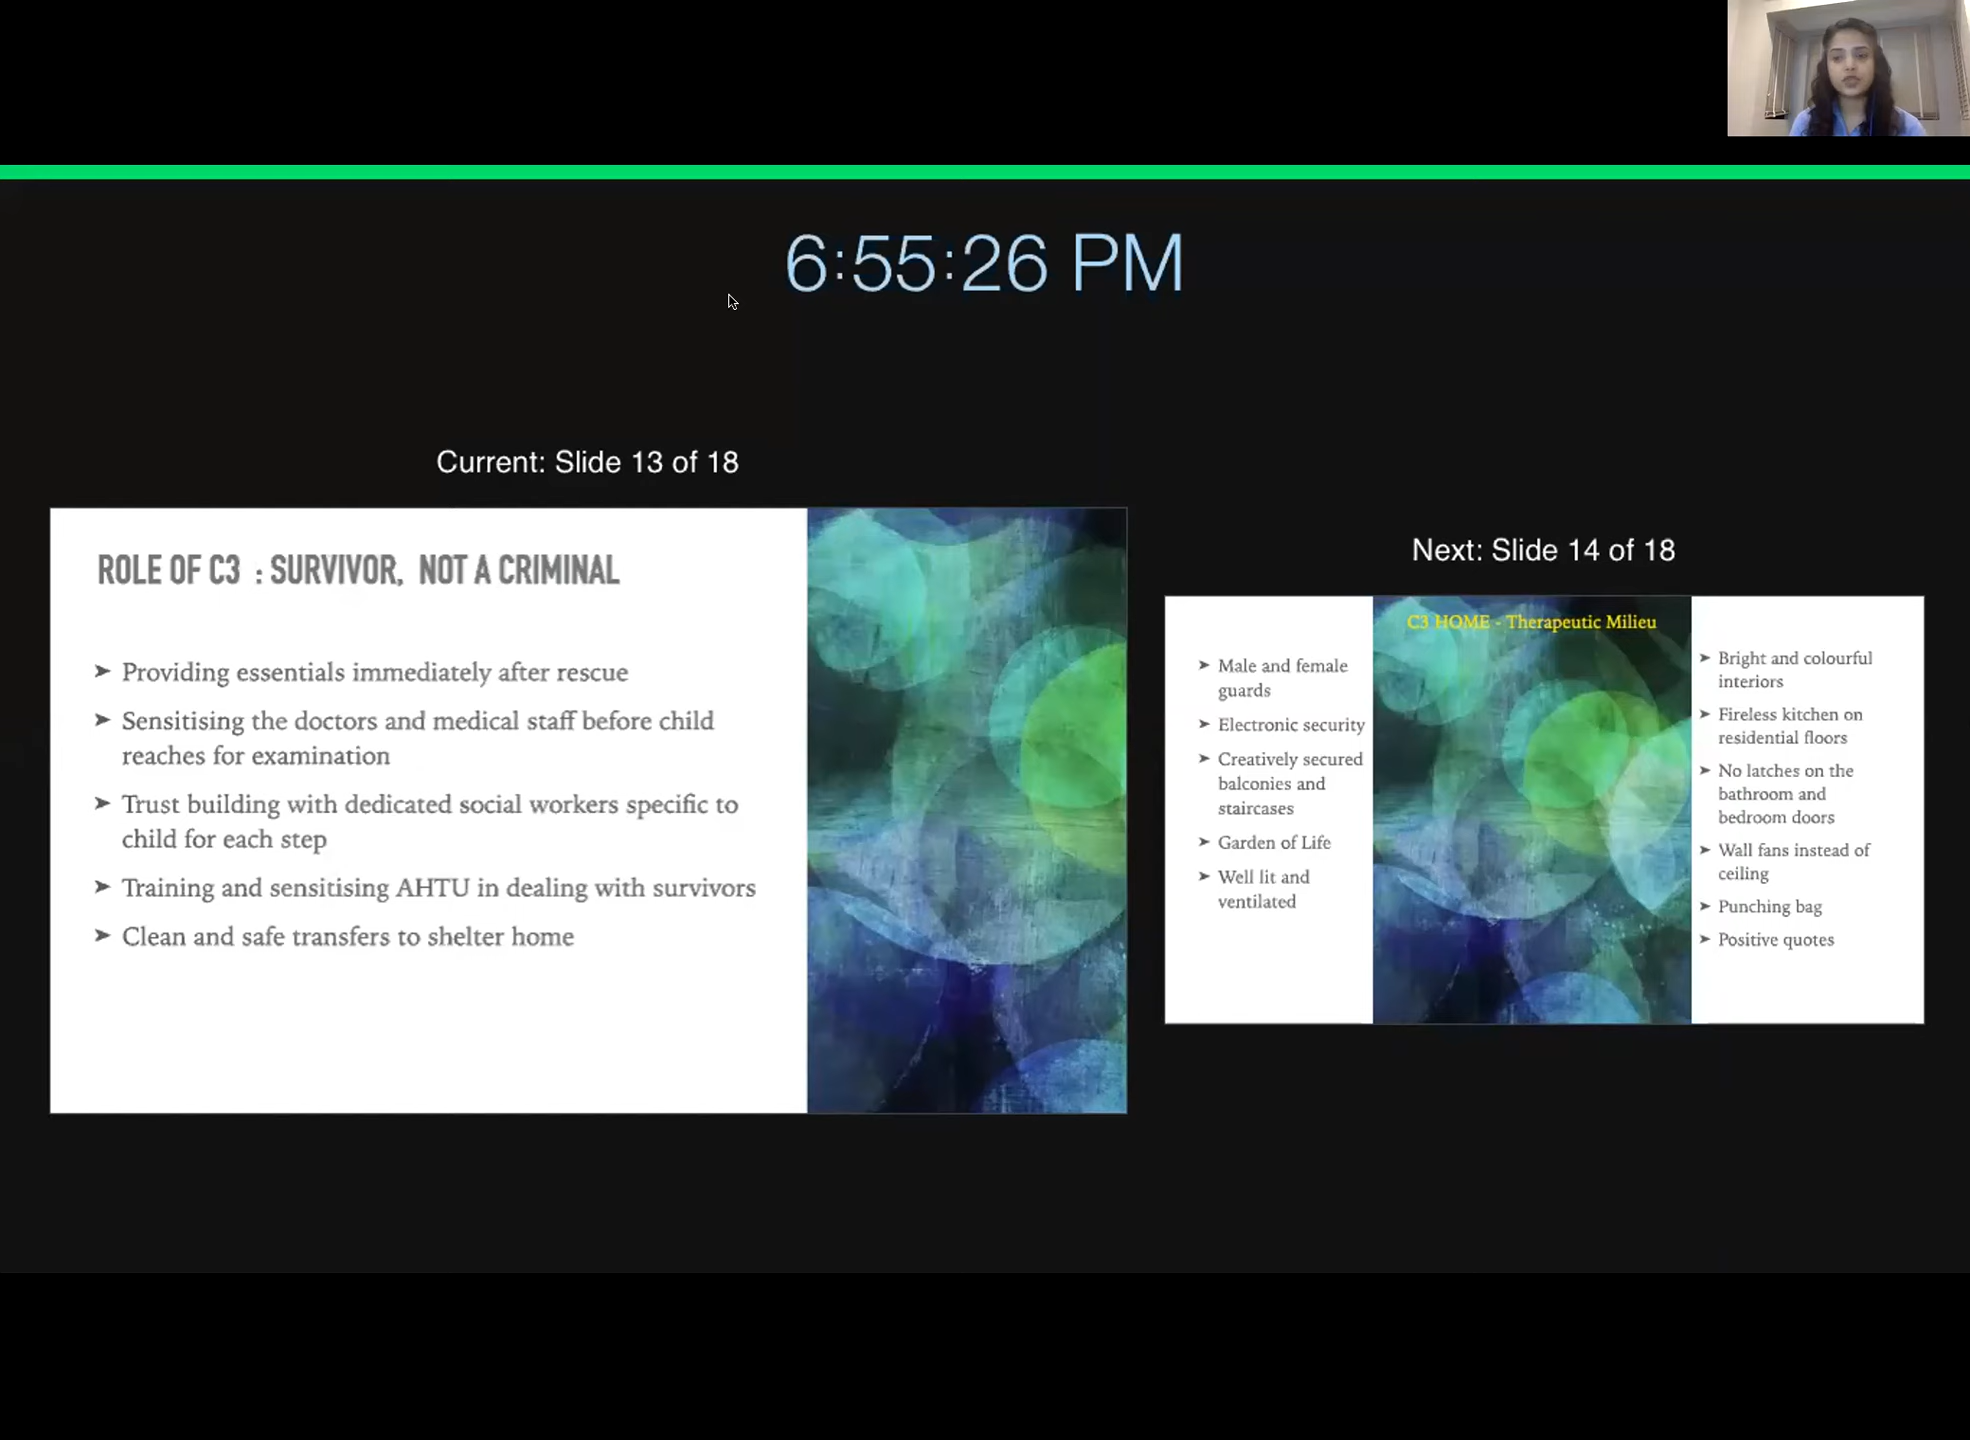 6:55:26 PM
Current: Slide 13 of 18
ROLE OF C3 : SURVIVOR, NOT A CRIMINAL
➤ Providing essentials immediately after rescue
➤ Sensitising the doctors and medical staff before child
reaches for examination
➤ Trust building with dedicated social workers specific to
child for each step
➤ Training and sensitising AHTU in dealing with survivors
➤ Clean and safe transfers to shelter home
Next: Slide 14 of 18
C3 HOME - Therapeutic Milieu
➤ Male and female
guards
➤ Electronic security
➤ Creatively secured
balconies and
staircases
➤ Garden of Life
➤ Well lit and
ventilated
➤ Bright and colourful
interiors
➤ Fireless kitchen on
residential floors
➤ No latches on the
bathroom and
bedroom doors
➤ Wall fans instead of
ceiling
➤ Punching bag
➤ Positive quotes